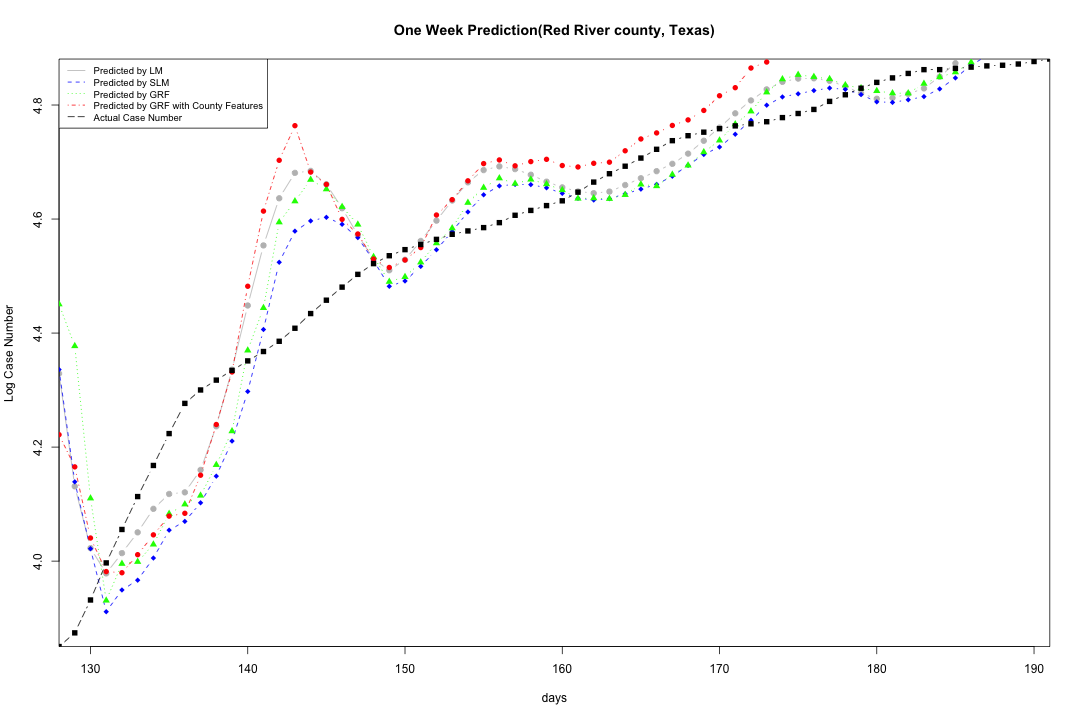 One Week Prediction(Red River county, Texas)
Predicted by LM
Predicted by SLM
Predicted by GRF
Predicted by GRF with County Features
Actual Case Number
Log Case Number
4.8
4.6
4.4
4.2
4.0
130 140 150 160 170 180 190
days